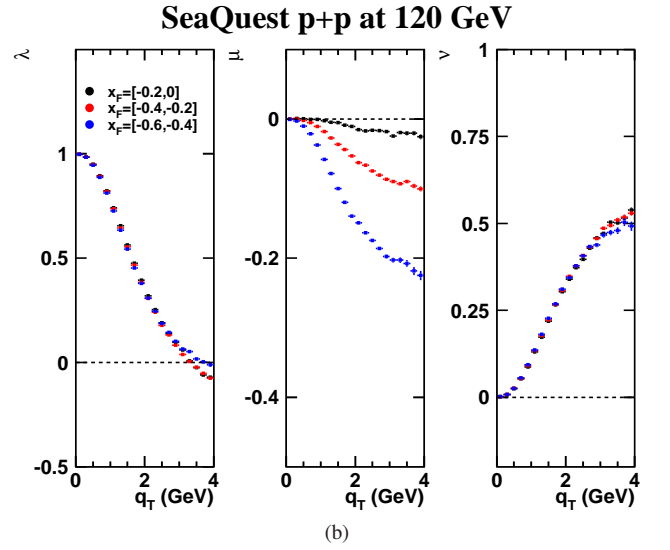 SeaQuest p+p at 120 GeV
λ
μ
ν
x_F=[-0.2,0]
x_F=[-0.4,-0.2]
x_F=[-0.6,-0.4]
1
0.5
0
-0.5
0
-0.2
-0.4
1
0.75
0.5
0.25
0
0 2 4
0 2 4
0 2 4
q_T (GeV)
q_T (GeV)
q_T (GeV)
(b)